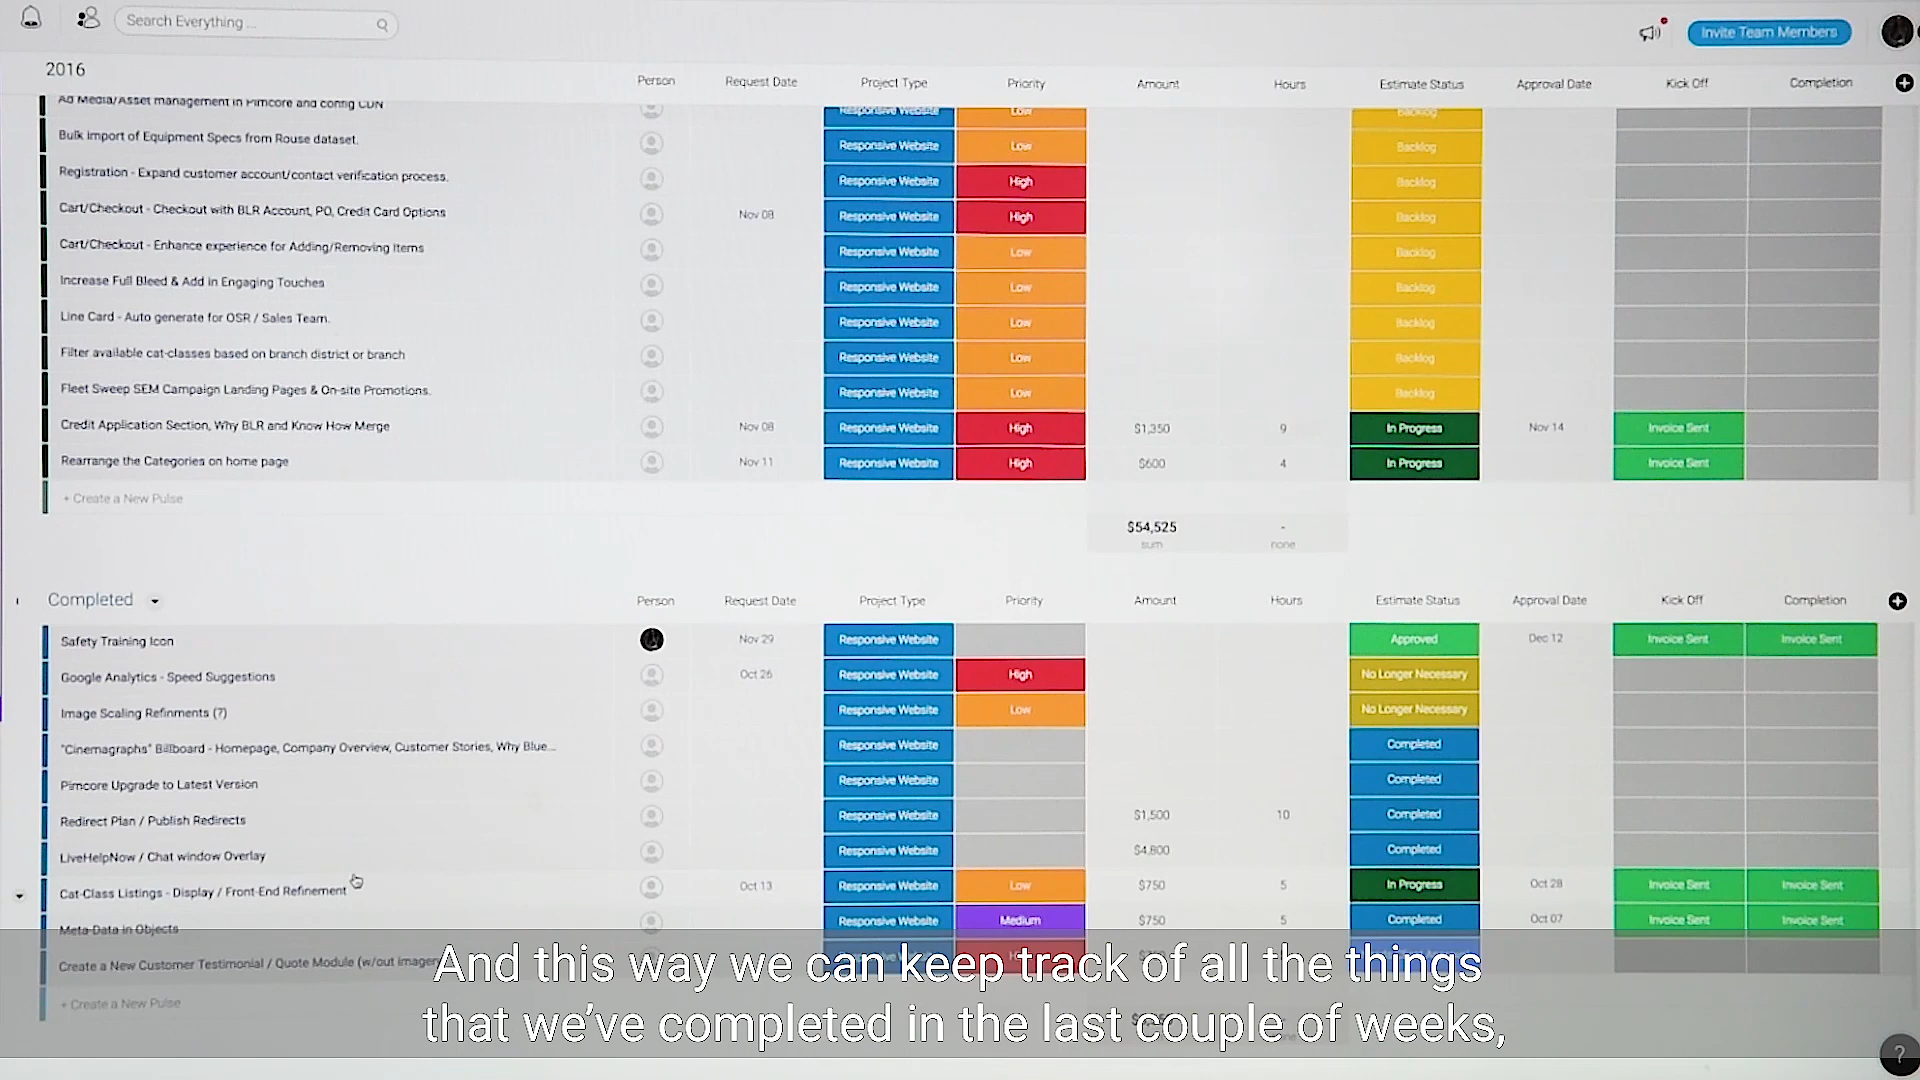 Search Everything ...
Invite Team Members
2016 Person Request Date Project Type Priority Amount Hours Estimate Status Approval Date Kick Off Completion
Ad Media/Asset management in Pimcore and config CDN Responsive Website Low Backlog
Bulk import of Equipment Specs from Rouse dataset. Responsive Website Low Backlog
Registration - Expand customer account/contact verification process. Responsive Website High Backlog
Cart/Checkout - Checkout with BLR Account, PO, Credit Card Options Nov 08 Responsive Website High Backlog
Cart/Checkout - Enhance experience for Adding/Removing Items Responsive Website Low Backlog
Increase Full Bleed & Add in Engaging Touches Responsive Website Low Backlog
Line Card - Auto generate for OSR / Sales Team. Responsive Website Low Backlog
Filter available cat-classes based on branch district or branch Responsive Website Low Backlog
Fleet Sweep SEM Campaign Landing Pages & On-site Promotions. Responsive Website Low Backlog
Credit Application Section, Why BLR and Know How Merge Nov 08 Responsive Website High $1,350 9 In Progress Nov 14 Invoice Sent
Rearrange the Categories on home page Nov 11 Responsive Website High $600 4 In Progress Invoice Sent
+ Create a New Pulse
$54,525 -
sum none
Completed Person Request Date Project Type Priority Amount Hours Estimate Status Approval Date Kick Off Completion
Safety Training Icon Nov 29 Responsive Website Approved Dec 12 Invoice Sent Invoice Sent
Google Analytics - Speed Suggestions Oct 26 Responsive Website High No Longer Necessary
Image Scaling Refinments (?) Responsive Website Low No Longer Necessary
"Cinemagraphs" Billboard - Homepage, Company Overview, Customer Stories, Why Blue... Responsive Website Completed
Pimcore Upgrade to Latest Version Responsive Website Completed
Redirect Plan / Publish Redirects Responsive Website $1,500 10 Completed
LiveHelpNow / Chat window Overlay Responsive Website $4,800 Completed
Cat-Class Listings - Display / Front-End Refinement Oct 13 Responsive Website Low $750 5 In Progress Oct 28 Invoice Sent Invoice Sent
Meta-Data in Objects Responsive Website Medium $750 5 Completed Oct 07 Invoice Sent Invoice Sent
Create a New Customer Testimonial / Quote Module (w/out imagery
+ Create a New Pulse
And this way we can keep track of all the things
that we've completed in the last couple of weeks,
?